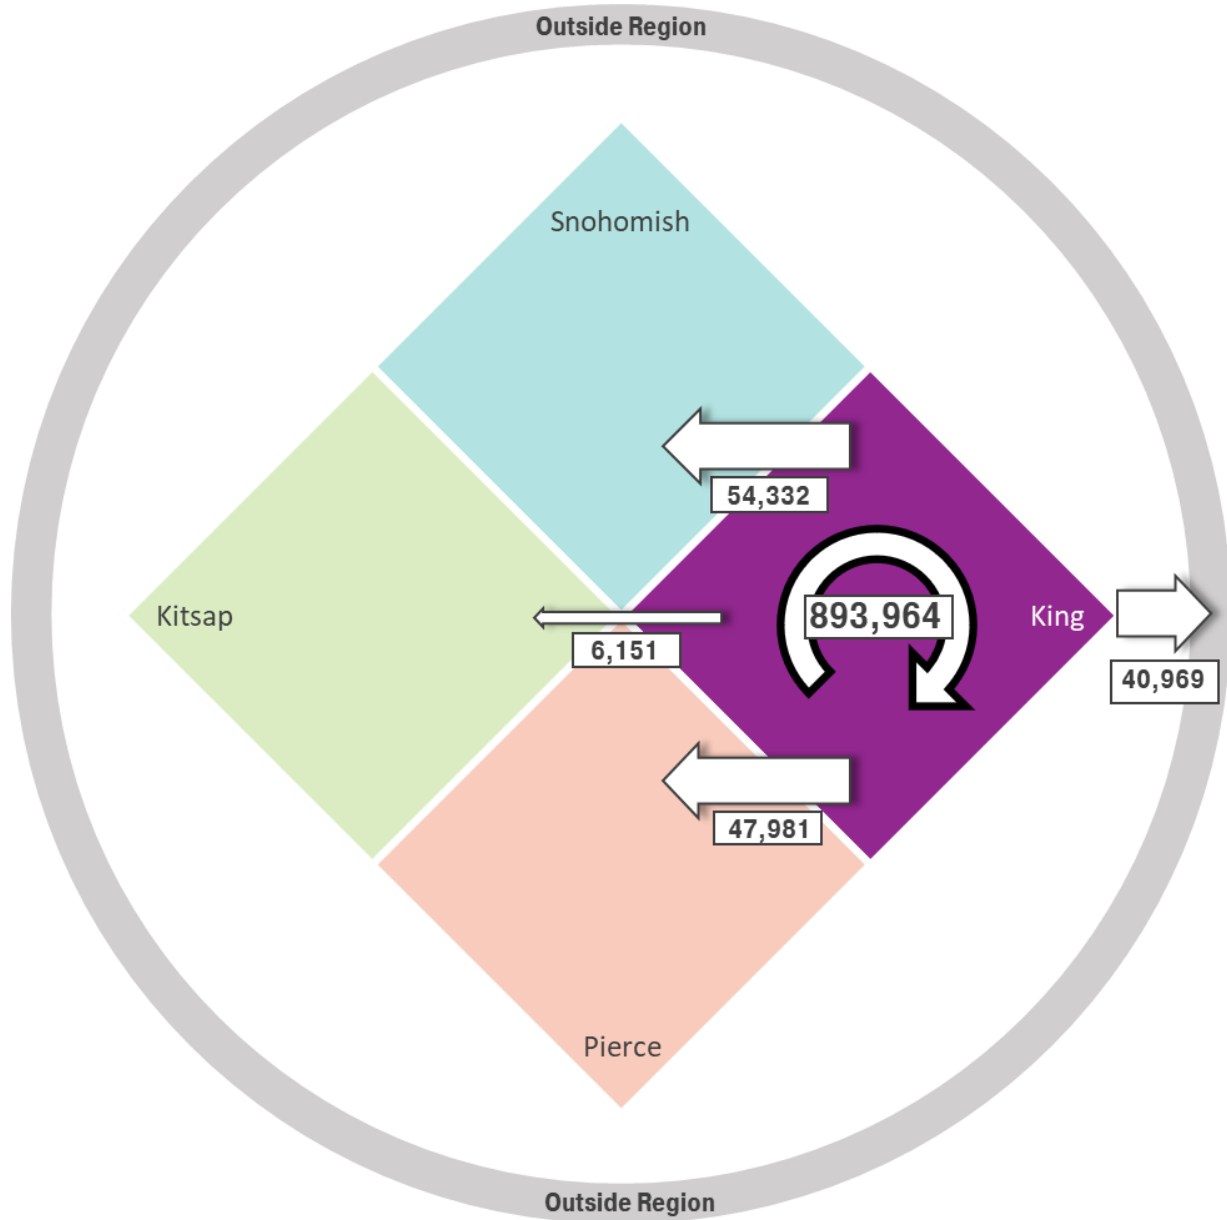 Outside Region
Snohomish
54,332
Kitsap
893,964
King
6,151
40,969
47,981
Pierce
Outside Region